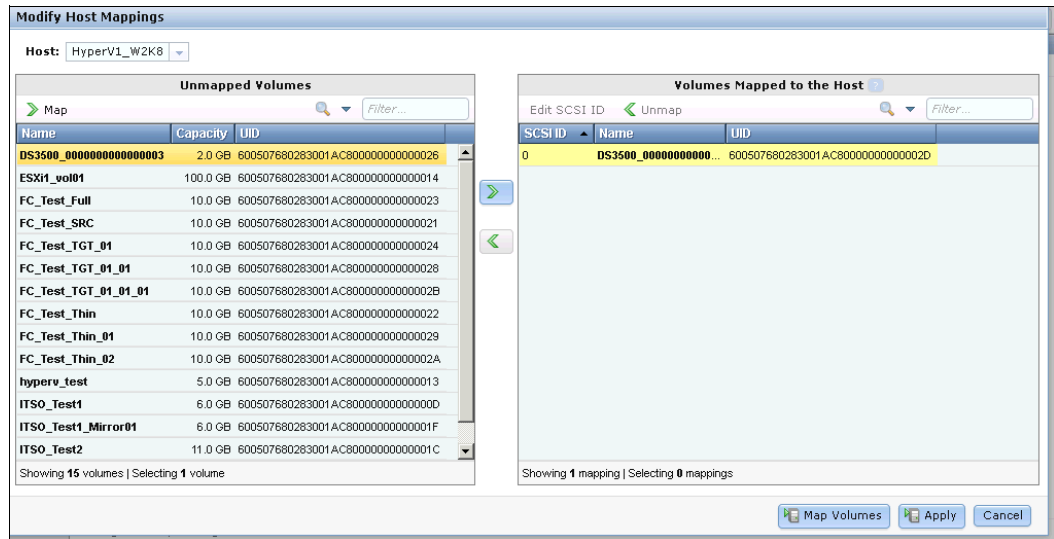 Modify Host Mappings
Host: HyperV1_W2K8
Unmapped Volumes
Map Filter...
Name Capacity UID
DS3500_0000000000000003 2.0 GB 600507680283001AC800000000000026
ESXi1_vol01 100.0 GB 600507680283001AC800000000000014
FC_Test_Full 10.0 GB 600507680283001AC800000000000023
FC_Test_SRC 10.0 GB 600507680283001AC800000000000021
FC_Test_TGT_01 10.0 GB 600507680283001AC800000000000024
FC_Test_TGT_01_01 10.0 GB 600507680283001AC800000000000028
FC_Test_TGT_01_01_01 10.0 GB 600507680283001AC80000000000002B
FC_Test_Thin 10.0 GB 600507680283001AC800000000000022
FC_Test_Thin_01 10.0 GB 600507680283001AC800000000000029
FC_Test_Thin_02 10.0 GB 600507680283001AC80000000000002A
hyperv_test 5.0 GB 600507680283001AC800000000000013
ITSO_Test1 6.0 GB 600507680283001AC80000000000000D
ITSO_Test1_Mirror01 6.0 GB 600507680283001AC80000000000001F
ITSO_Test2 11.0 GB 600507680283001AC80000000000001C
Showing 15 volumes | Selecting 1 volume
Volumes Mapped to the Host ?
Edit SCSI ID Unmap Filter...
SCSI ID Name UID
0 DS3500_00000000000... 600507680283001AC80000000000002D
Showing 1 mapping | Selecting 0 mappings
Map Volumes Apply Cancel